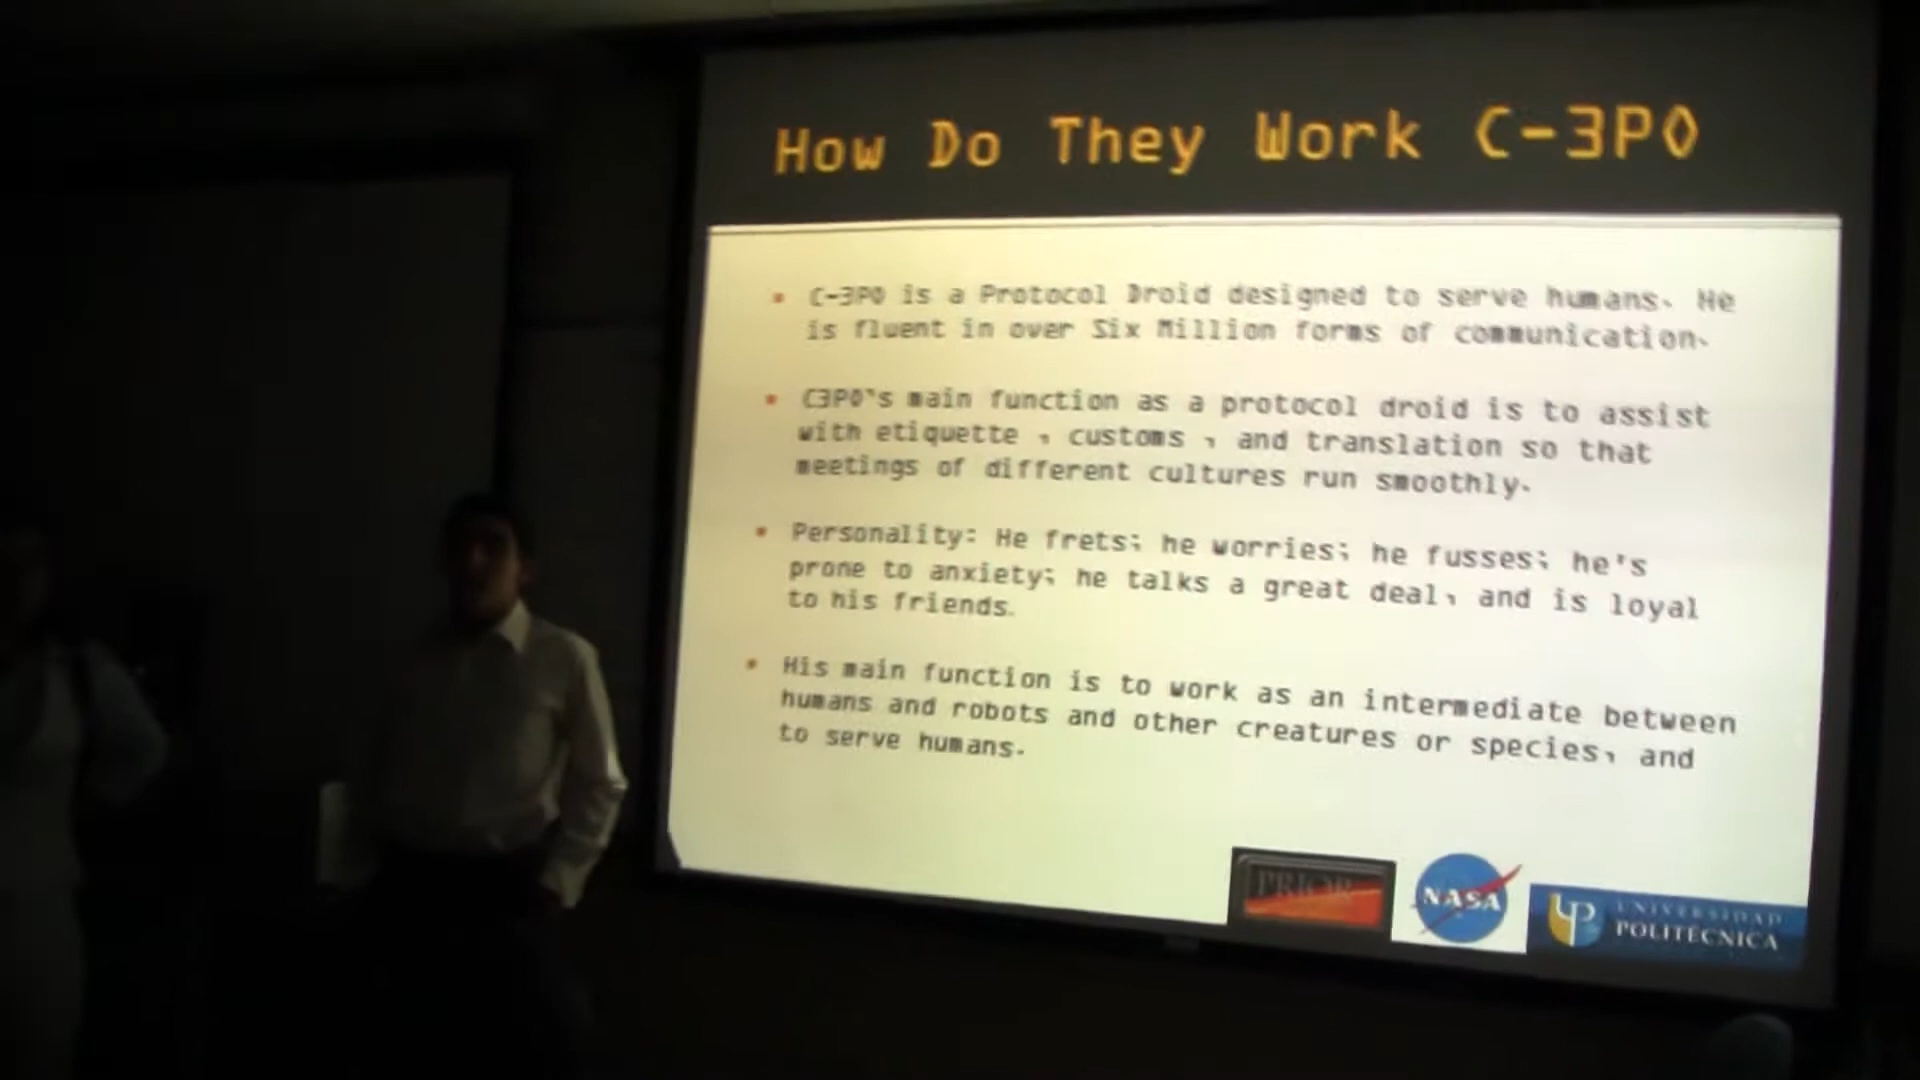 How Do They Work C-3PO
C-3PO is a Protocol Droid designed to serve humans. He
is fluent in over Six Million forms of communication.
C3PO's main function as a protocol droid is to assist
with etiquette , customs , and translation so that
meetings of different cultures run smoothly.
Personality: He frets; he worries; he fusses; he's
prone to anxiety; he talks a great deal, and is loyal
to his friends.
His main function is to work as an intermediate between
humans and robots and other creatures or species, and
to serve humans.
PRIOR
NASA
UP
UNIVERSIDAD
POLITÉCNICA